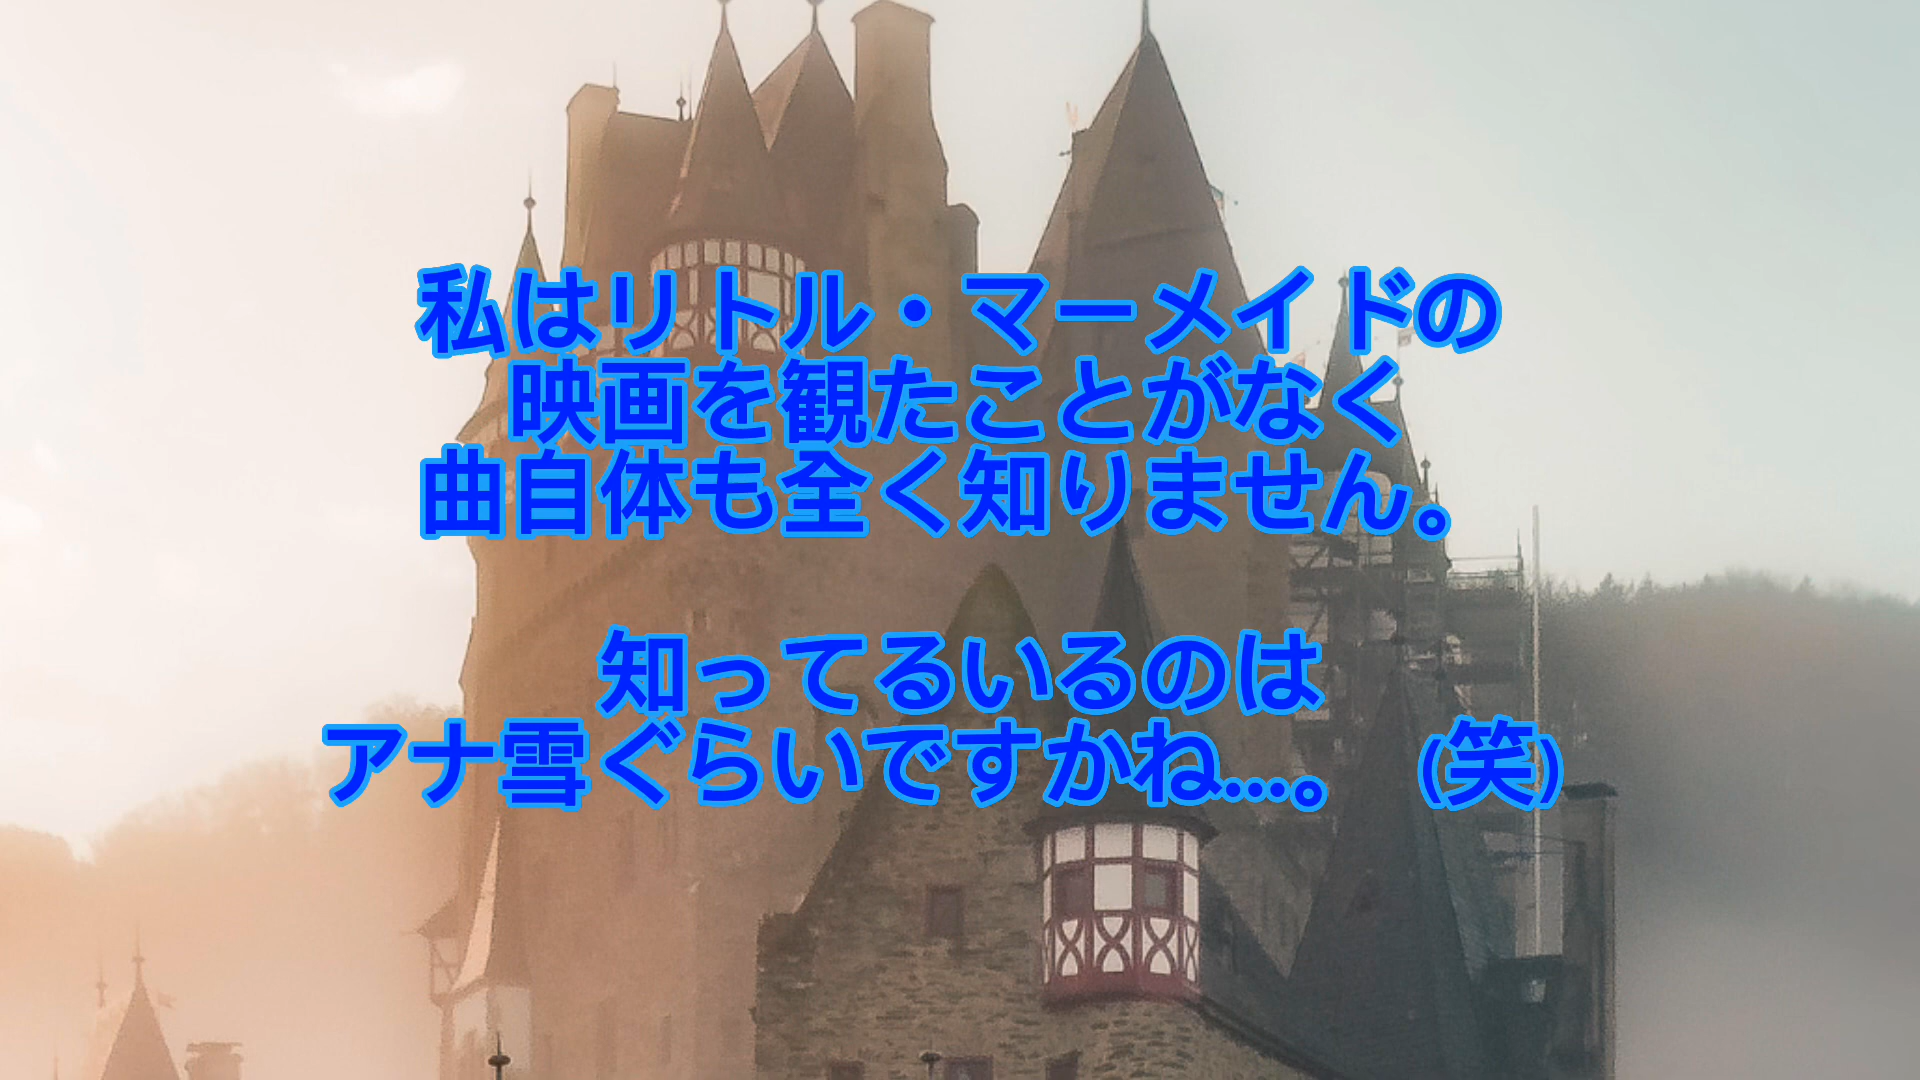 私はリトル・マーメイドの
映画を観たことがなく
曲自体も全く知りません。
知ってるいるのは
アナ雪ぐらいですかね...。 (笑)